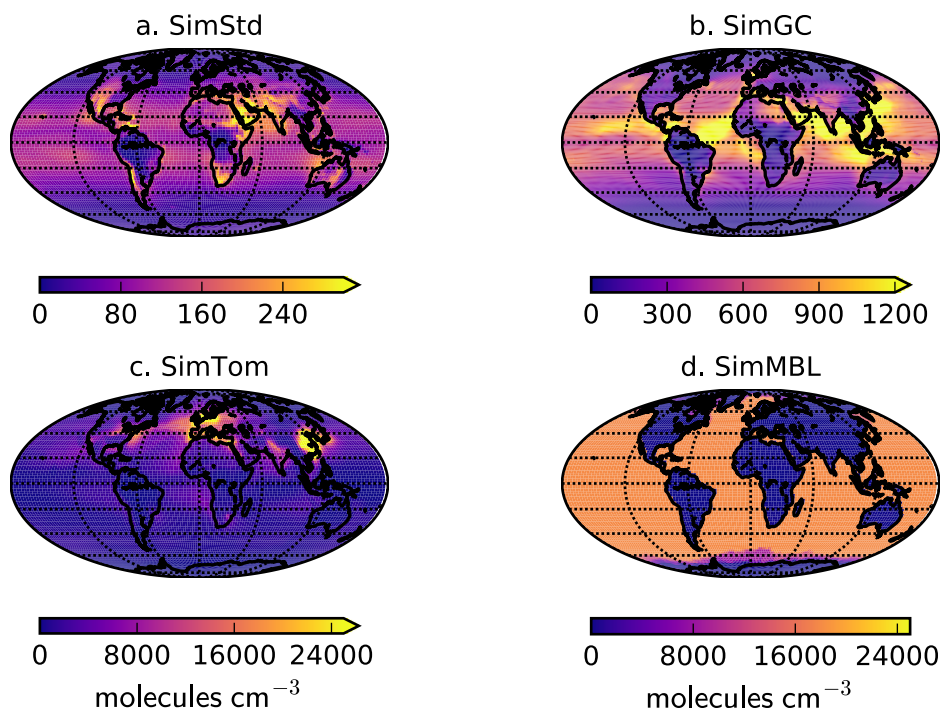 a. SimStd
b. SimGC
0 80 160 240
0 300 600 900 1200
c. SimTom
d. SimMBL
0 8000 16000 24000
0 8000 16000 24000
molecules cm⁻³
molecules cm⁻³